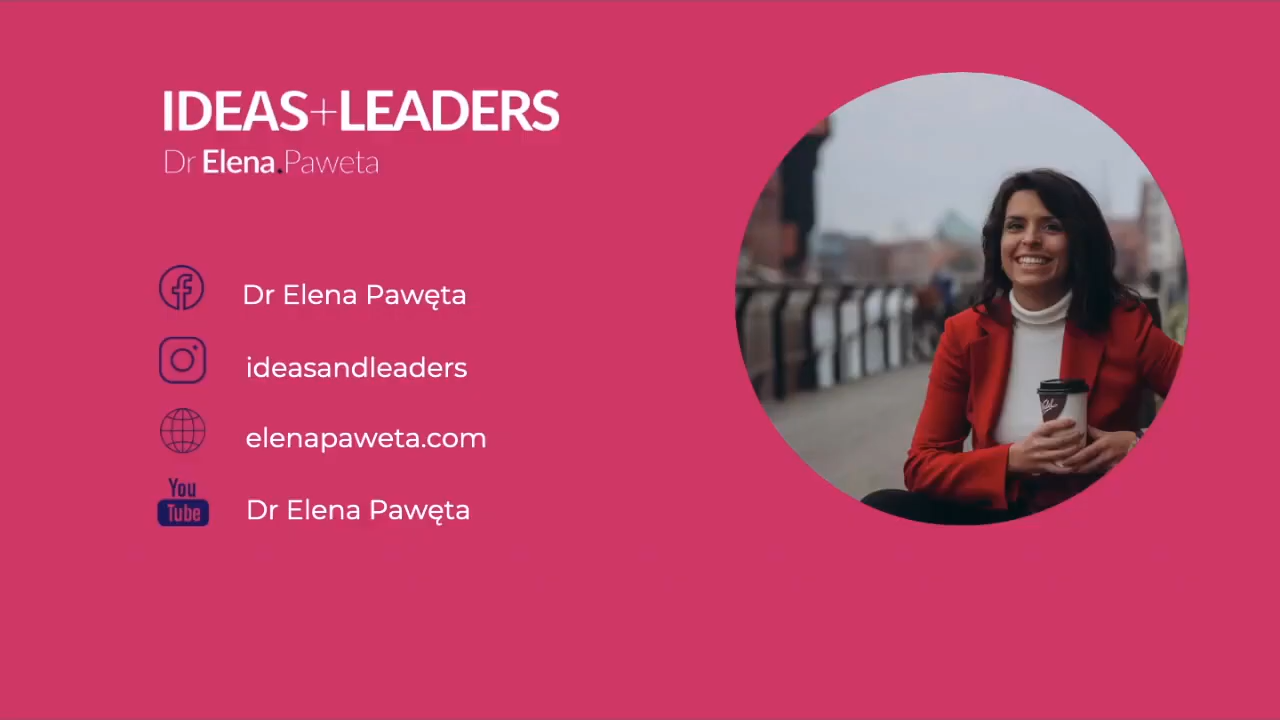 IDEAS+LEADERS
Dr Elena.Paweta
Dr Elena Pawęta
ideasandleaders
elenapaweta.com
You
Tube
Dr Elena Pawęta